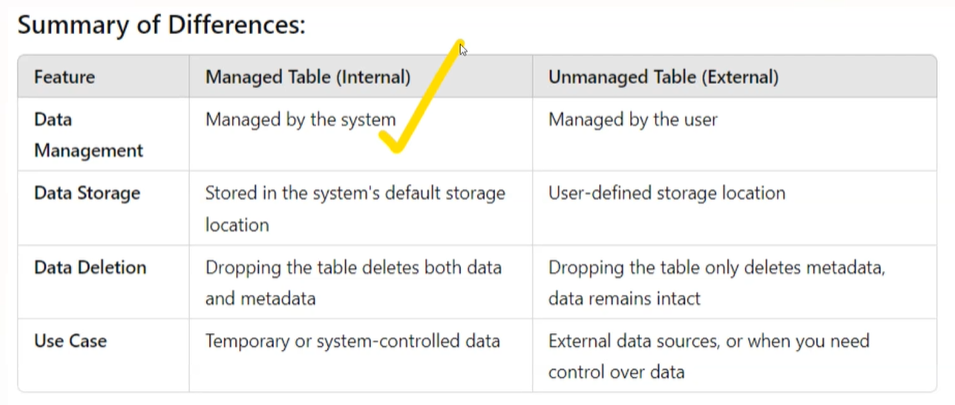 Summary of Differences:
Feature Managed Table (Internal) Unmanaged Table (External)
Data Managed by the system Managed by the user
Management
Data Storage Stored in the system's default storage User-defined storage location
location
Data Deletion Dropping the table deletes both data Dropping the table only deletes metadata,
and metadata data remains intact
Use Case Temporary or system-controlled data External data sources, or when you need
control over data